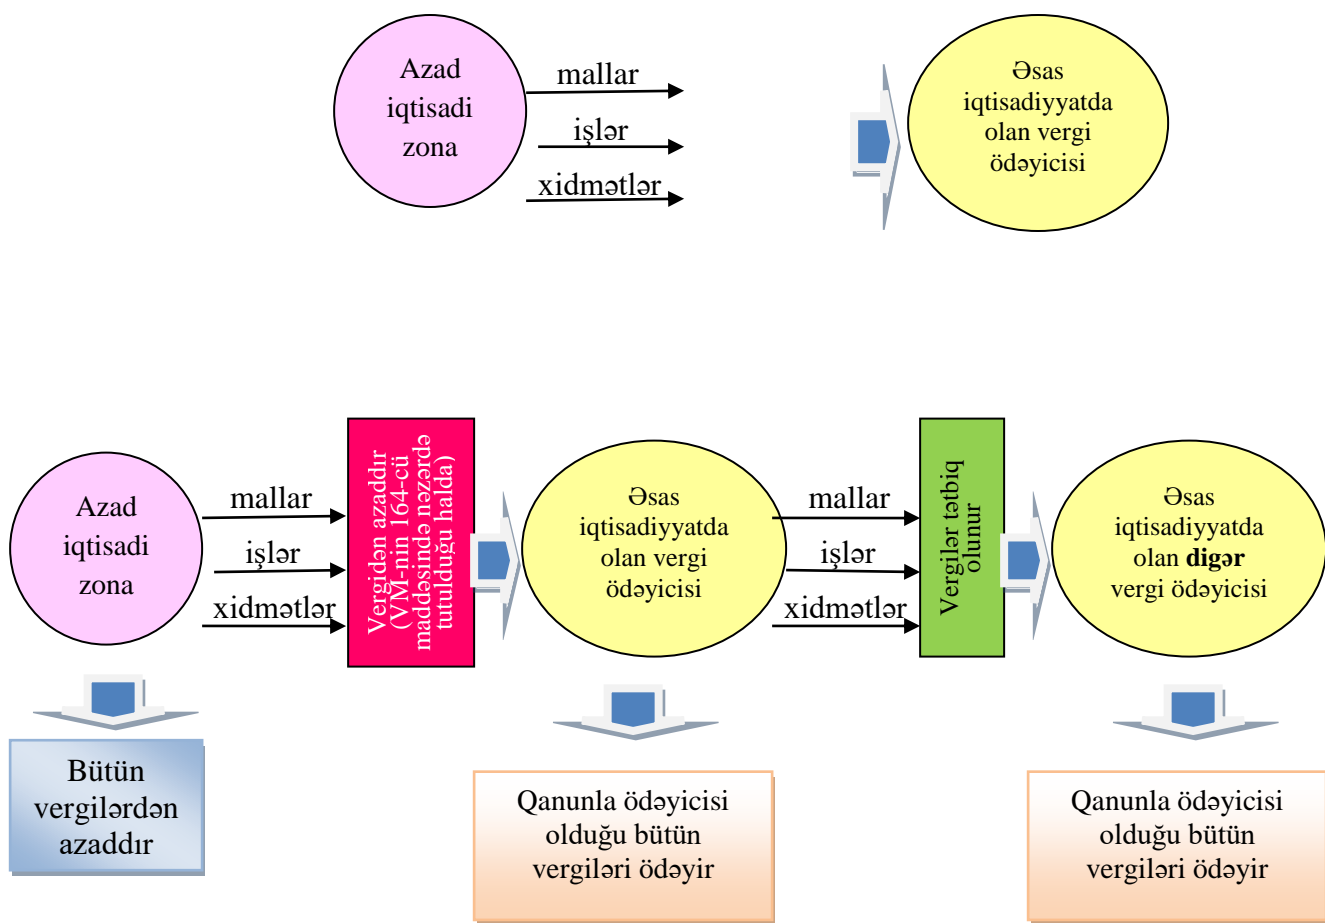 Azad
iqtisadi
zona
mallar
işlər
xidmətlər
Əsas
iqtisadiyyatda
olan vergi
ödəyicisi
Azad
iqtisadi
zona
mallar
işlər
xidmətlər
Vergidən azaddır
(VM-nin 164-cü
maddəsində nəzərdə
tutulduğu halda)
Əsas
iqtisadiyyatda
olan vergi
ödəyicisi
mallar
işlər
xidmətlər
Vergilər tətbiq
olunur
Əsas
iqtisadiyyatda
olan digər
vergi ödəyicisi
Bütün
vergilərdən
azaddır
Qanunla ödəyicisi
olduğu bütün
vergiləri ödəyir
Qanunla ödəyicisi
olduğu bütün
vergiləri ödəyir